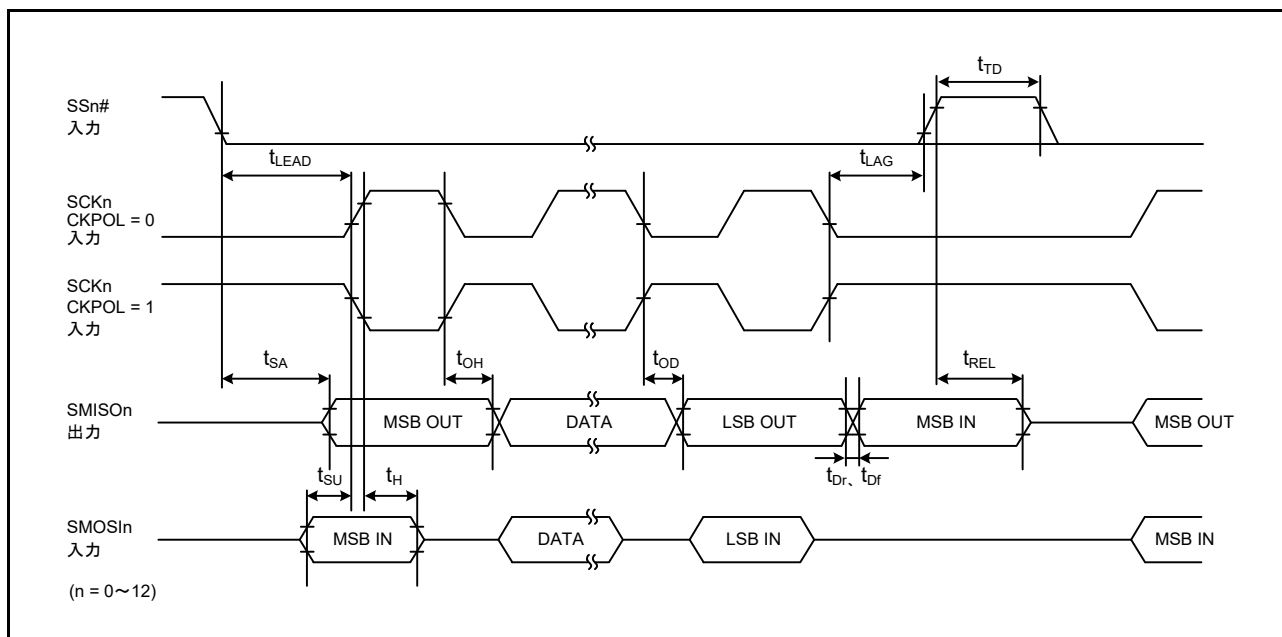 SSn#
入力
tTD
tLEAD
tLAG
SCKn
CKPOL = 0
入力
SCKn
CKPOL = 1
入力
tSA
tOH
tOD
tREL
SMISOn
出力
MSB OUT
DATA
LSB OUT
MSB IN
MSB OUT
tSU
tH
tDr、tDf
SMOSIn
入力
MSB IN
DATA
LSB IN
MSB IN
(n = 0～12)